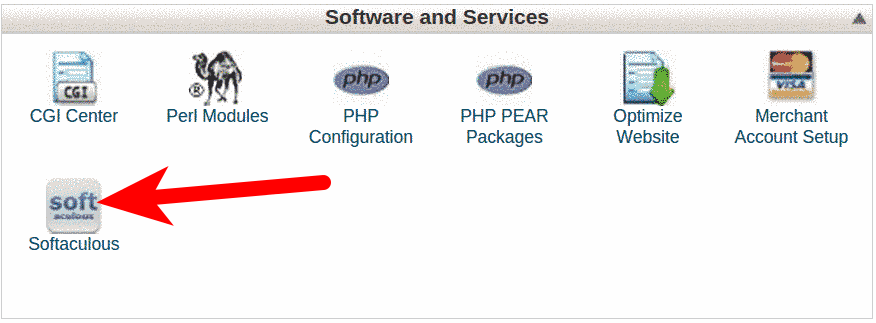 Software and Services
CGI
CGI Center
®
Perl Modules
php
PHP
Configuration
php
PHP PEAR
Packages
Optimize
Website
VISA
Merchant
Account Setup
soft
aculous
Softaculous